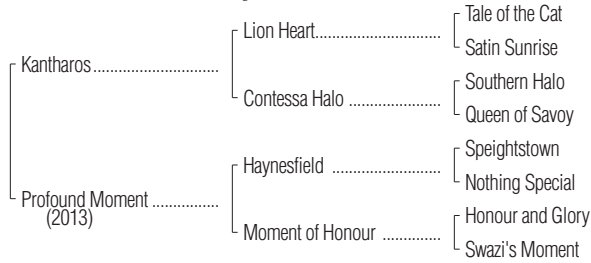 Tale of the Cat
Lion Heart
Satin Sunrise
Kantharos
Southern Halo
Contessa Halo
Queen of Savoy
Speightstown
Haynesfield
Nothing Special
Profound Moment
(2013)
Honour and Glory
Moment of Honour
Swazi's Moment